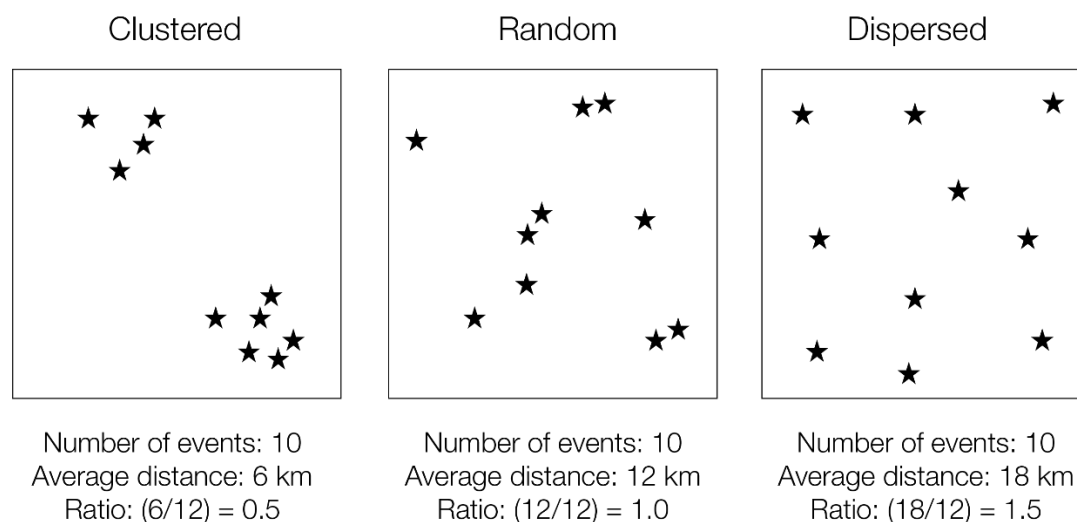 Clustered
Random
Dispersed
Number of events: 10
Average distance: 6 km
Ratio: (6/12) = 0.5
Number of events: 10
Average distance: 12 km
Ratio: (12/12) = 1.0
Number of events: 10
Average distance: 18 km
Ratio: (18/12) = 1.5